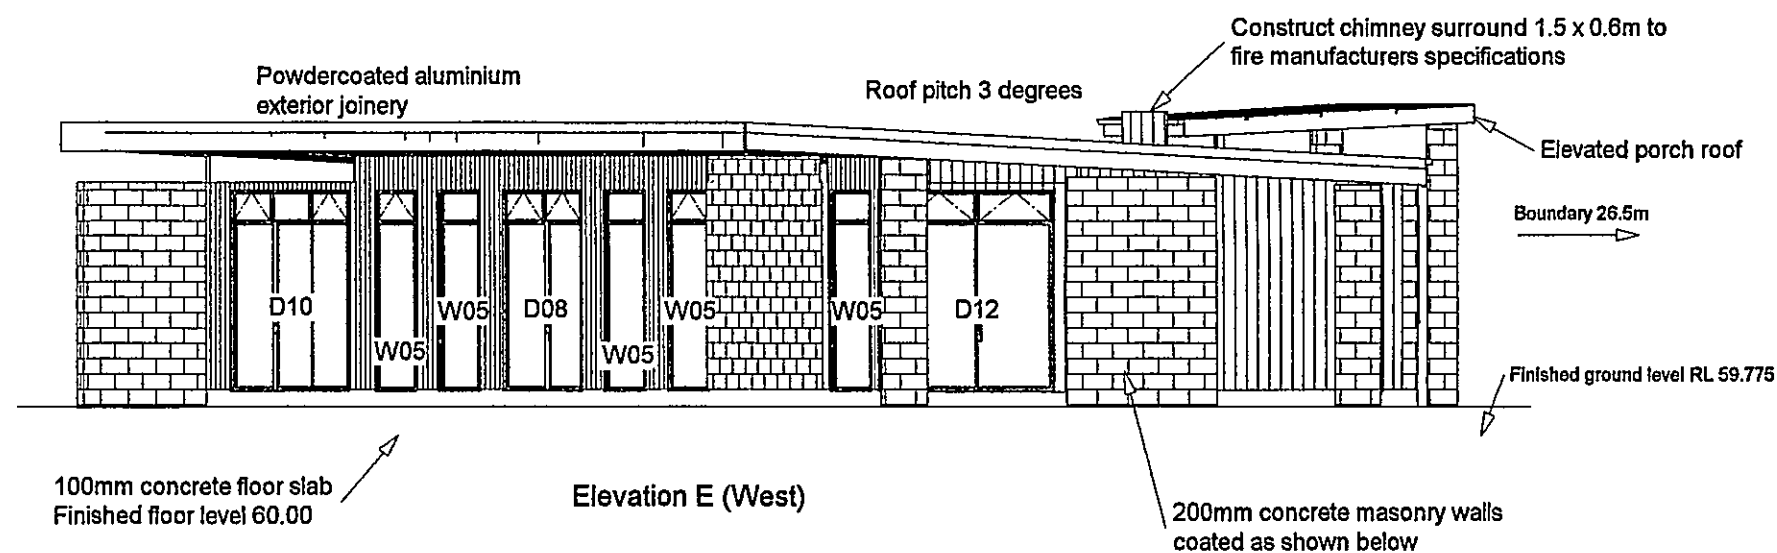 Construct chimney surround 1.5 x 0.6m to
fire manufacturers specifications
Powdercoated aluminium
exterior joinery
Roof pitch 3 degrees
Elevated porch roof
Boundary 26.5m
D10
W05
W05
D08
W05
W05
W05
D12
Finished ground level RL 59.775
100mm concrete floor slab
Finished floor level 60.00
Elevation E (West)
200mm concrete masonry walls
coated as shown below